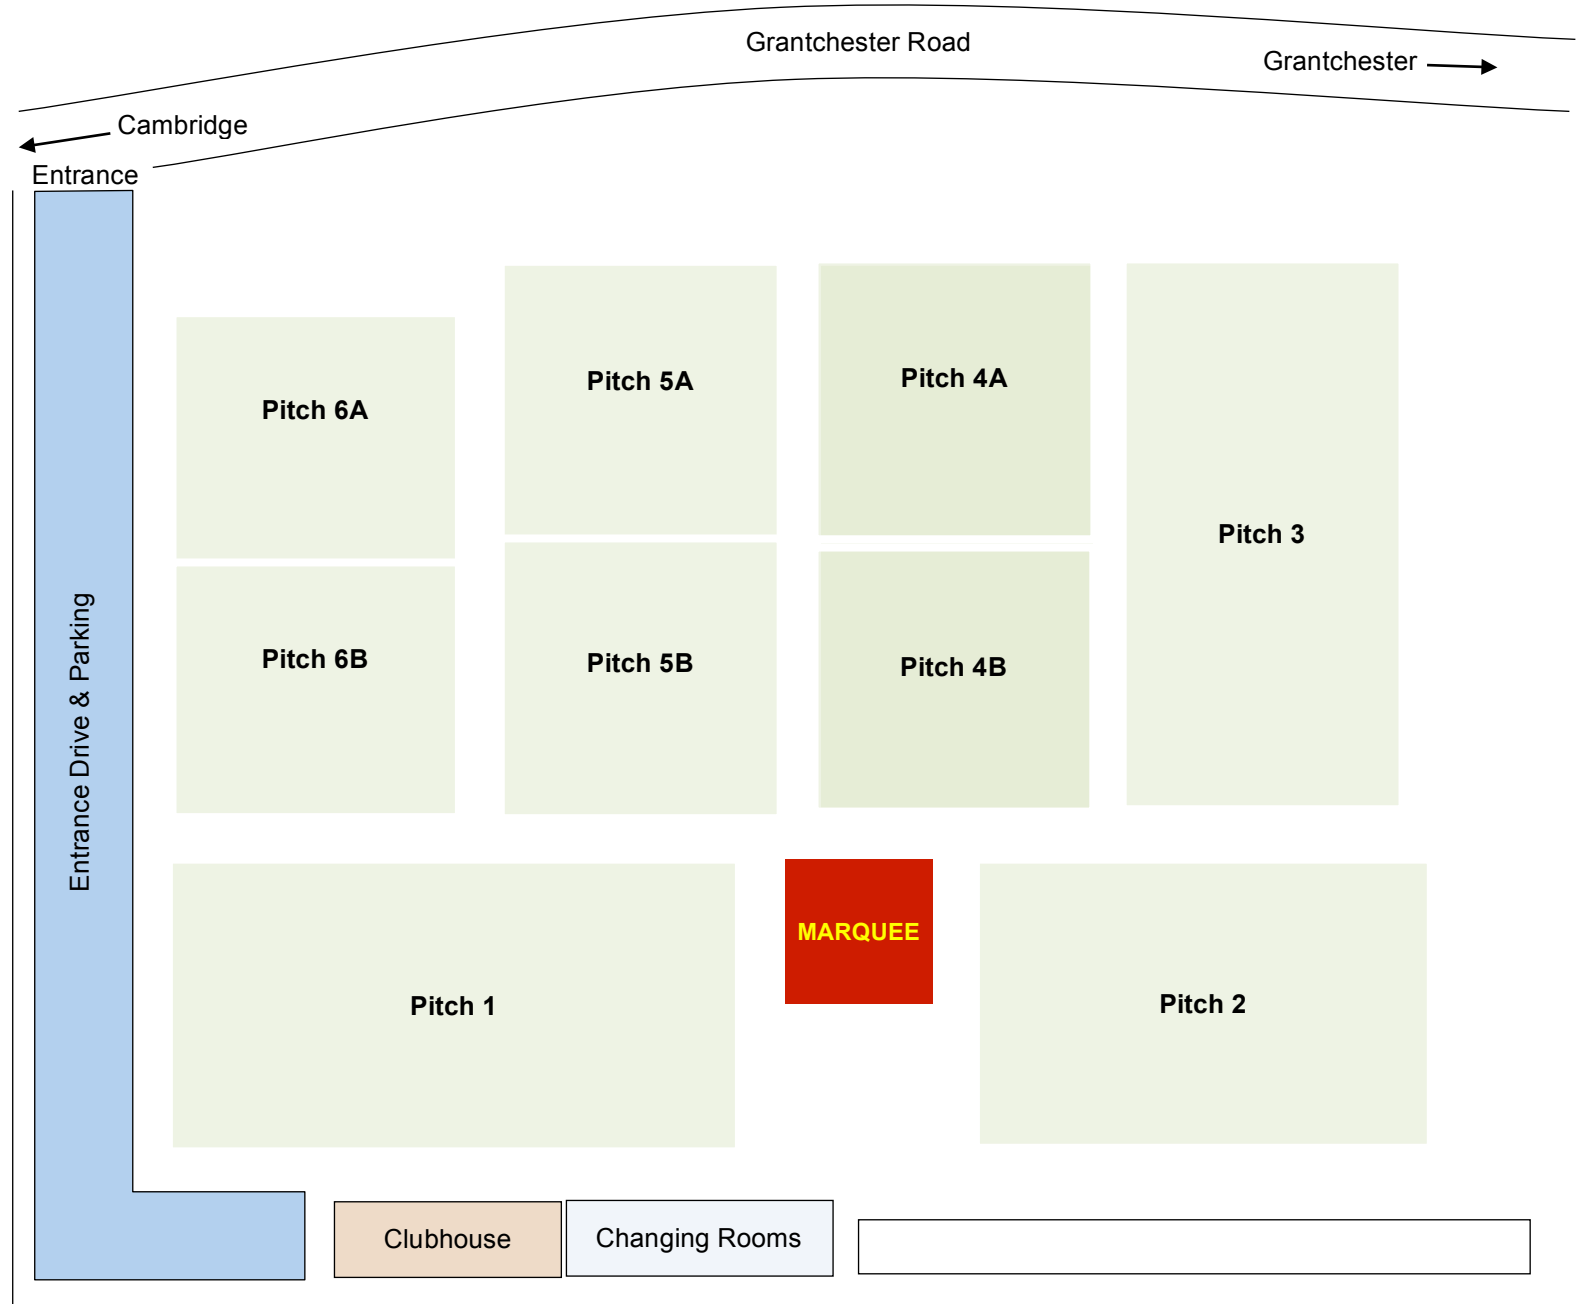 Grantchester Road
Grantchester
Cambridge
Entrance
Pitch 5A
Pitch 4A
Pitch 6A
Pitch 3
Pitch 6B
Pitch 5B
Pitch 4B
Entrance Drive & Parking
MARQUEE
Pitch 1
Pitch 2
Clubhouse
Changing Rooms